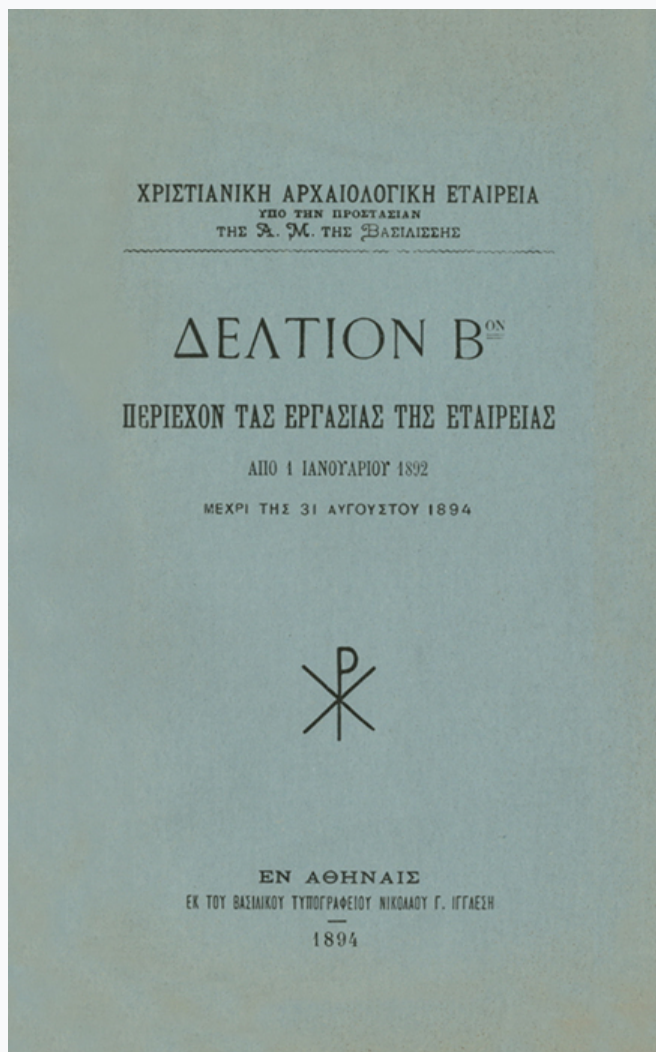 ΧΡΙΣΤΙΑΝΙΚΗ ΑΡΧΑΙΟΛΟΓΙΚΗ ΕΤΑΙΡΕΙΑ
ΥΠΟ ΤΗΝ ΠΡΟΣΤΑΣΙΑΝ
ΤΗΣ Α. Μ. ΤΗΣ ΒΑΣΙΛΙΣΣΗΣ
ΔΕΛΤΙΟΝ Β ΟΝ
ΠΕΡΙΕΧΟΝ ΤΑΣ ΕΡΓΑΣΙΑΣ ΤΗΣ ΕΤΑΙΡΕΙΑΣ
ΑΠΟ 1 ΙΑΝΟΥΑΡΙΟΥ 1892
ΜΕΧΡΙ ΤΗΣ 31 ΑΥΓΟΥΣΤΟΥ 1894
ΕΝ ΑΘΗΝΑΙΣ
ΕΚ ΤΟΥ ΒΑΣΙΛΙΚΟΥ ΤΥΠΟΓΡΑΦΕΙΟΥ ΝΙΚΟΛΑΟΥ Γ. ΙΓΓΛΕΣΗ
1894